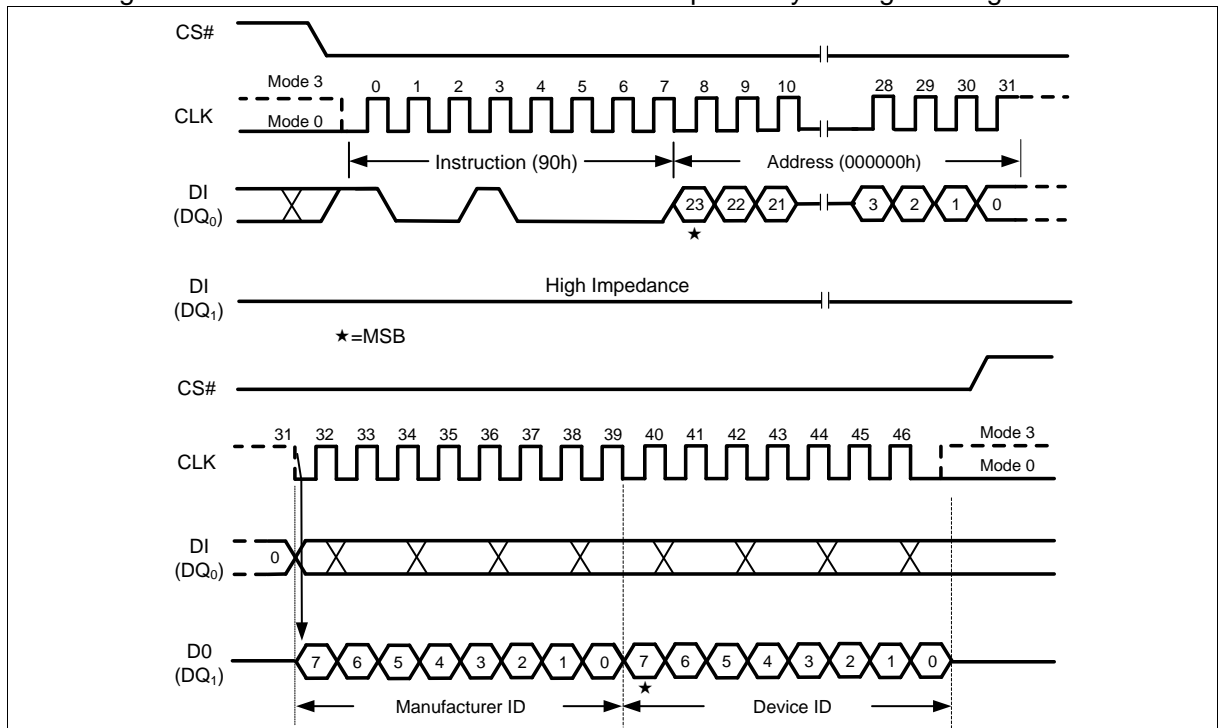 CS#
Mode 3
0 1 2 3 4 5 6 7 8 9 10 28 29 30 31
CLK
Mode 0
Instruction (90h) Address (000000h)
DI
(DQ0)
23 22 21 3 2 1 0
★
High Impedance
DI
(DQ1)
★=MSB
CS#
31 32 33 34 35 36 37 38 39 40 41 42 43 44 45 46
Mode 3
CLK
Mode 0
DI
(DQ0)
0
D0
(DQ1)
7 6 5 4 3 2 1 0 7 6 5 4 3 2 1 0
★
Manufacturer ID Device ID